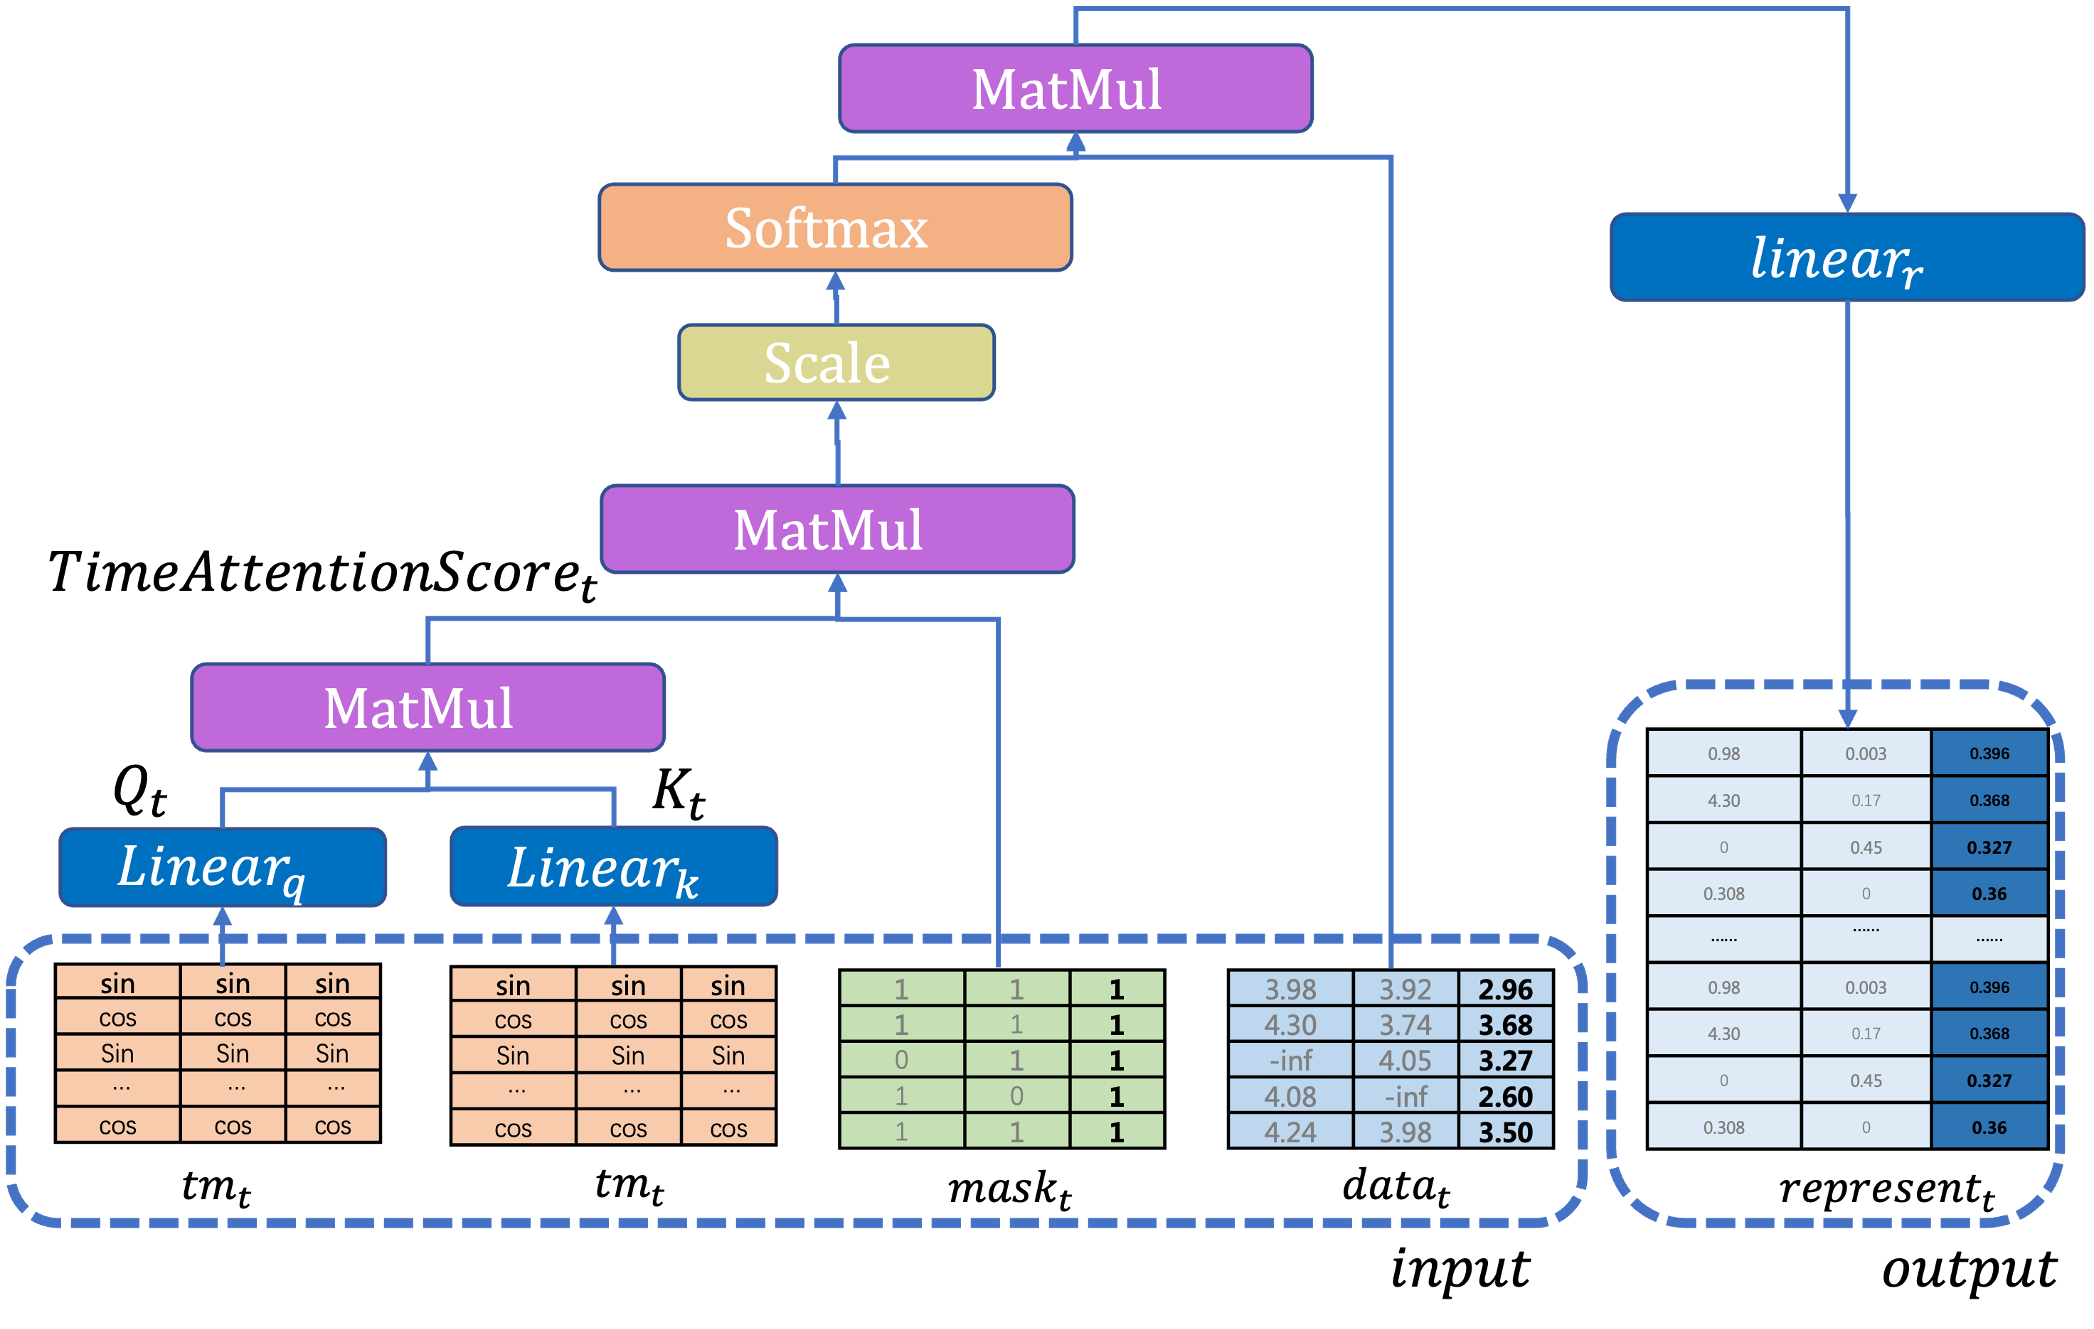 MatMul
Softmax
linear_r
Scale
MatMul
TimeAttentionScore_t
MatMul
Q_t
K_t
Linear_q
Linear_k
sin sin sin
cos cos cos
Sin Sin Sin
... ... ...
cos cos cos
tm_t
sin sin sin
cos cos cos
Sin Sin Sin
... ... ...
cos cos cos
tm_t
1 1 1
1 1 1
0 1 1
1 0 1
1 1 1
mask_t
3.98 3.92 2.96
4.30 3.74 3.68
-inf 4.05 3.27
4.08 -inf 2.60
4.24 3.98 3.50
data_t
input
0.98 0.003 0.396
4.30 0.17 0.368
0 0.45 0.327
0.308 0 0.36
...... ...... ......
0.98 0.003 0.396
4.30 0.17 0.368
0 0.45 0.327
0.308 0 0.36
represent_t
output